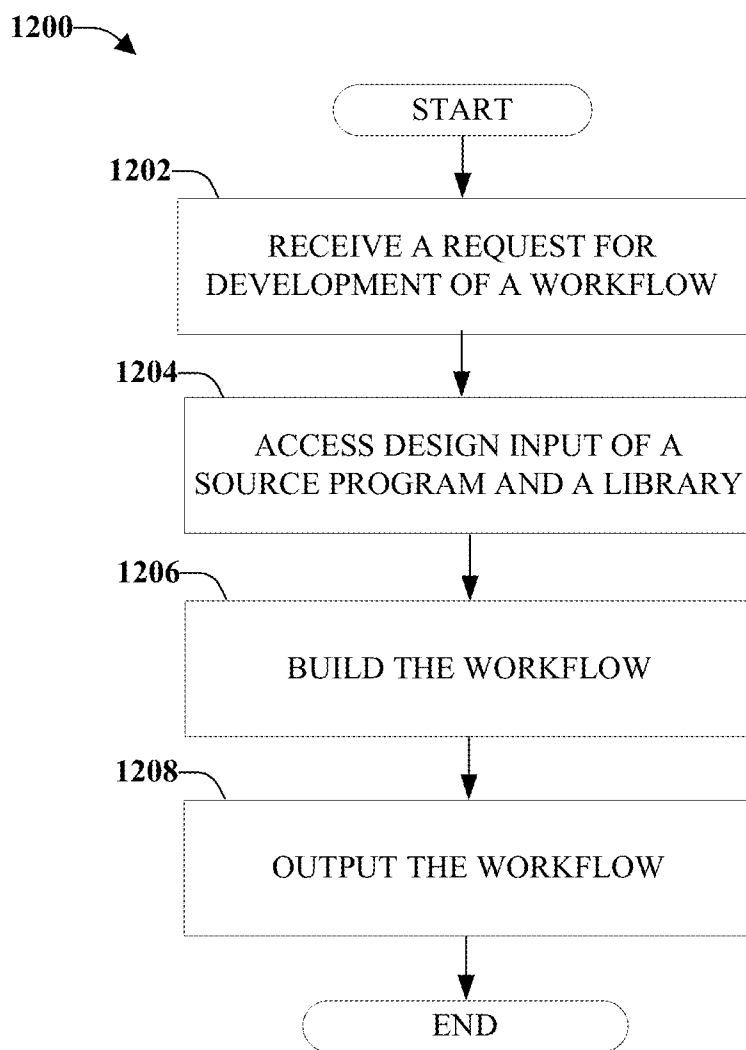 1200
START
1202
RECEIVE A REQUEST FOR
DEVELOPMENT OF A WORKFLOW
1204
ACCESS DESIGN INPUT OF A
SOURCE PROGRAM AND A LIBRARY
1206
BUILD THE WORKFLOW
1208
OUTPUT THE WORKFLOW
END